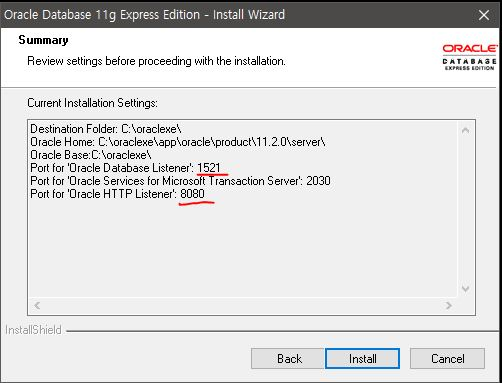 Oracle Database 11g Express Edition - Install Wizard
Summary
Review settings before proceeding with the installation.
ORACLE
DATABASE
EXPRESS EDITION
Current Installation Settings:
Destination Folder: C:\oraclexe\
Oracle Home: C:\oraclexe\app\oracle\product\11.2.0\server\
Oracle Base:C:\oraclexe\
Port for 'Oracle Database Listener': 1521
Port for 'Oracle Services for Microsoft Transaction Server': 2030
Port for 'Oracle HTTP Listener': 8080
InstallShield
Back
Install
Cancel